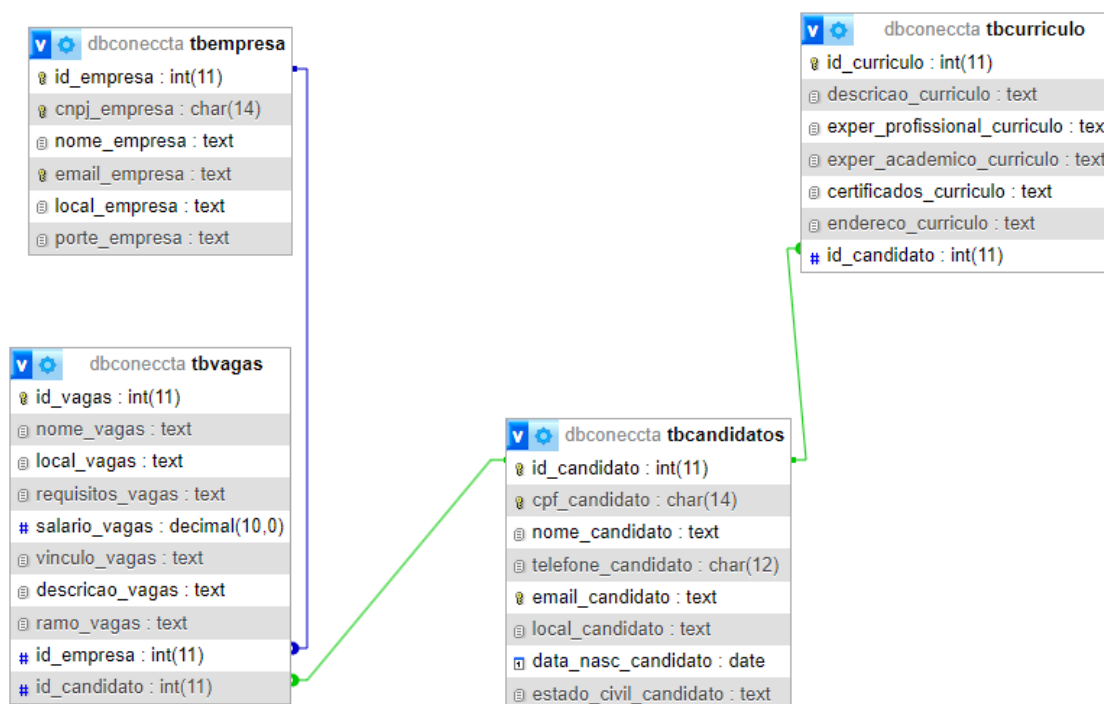 dbconeccta tbempresa
id_empresa : int(11)
cnpj_empresa : char(14)
nome_empresa : text
email_empresa : text
local_empresa : text
porte_empresa : text
dbconeccta tbcurriculo
id_curriculo : int(11)
descricao_curriculo : text
exper_profissional_curriculo : tex
exper_academico_curriculo : text
certificados_curriculo : text
endereco_curriculo : text
# id_candidato : int(11)
dbconeccta tbvagas
id_vagas : int(11)
nome_vagas : text
local_vagas : text
requisitos_vagas : text
# salario_vagas : decimal(10,0)
vinculo_vagas : text
descricao_vagas : text
ramo_vagas : text
# id_empresa : int(11)
# id_candidato : int(11)
dbconeccta tbcandidatos
id_candidato : int(11)
cpf_candidato : char(14)
nome_candidato : text
telefone_candidato : char(12)
email_candidato : text
local_candidato : text
data_nasc_candidato : date
estado_civil_candidato : text